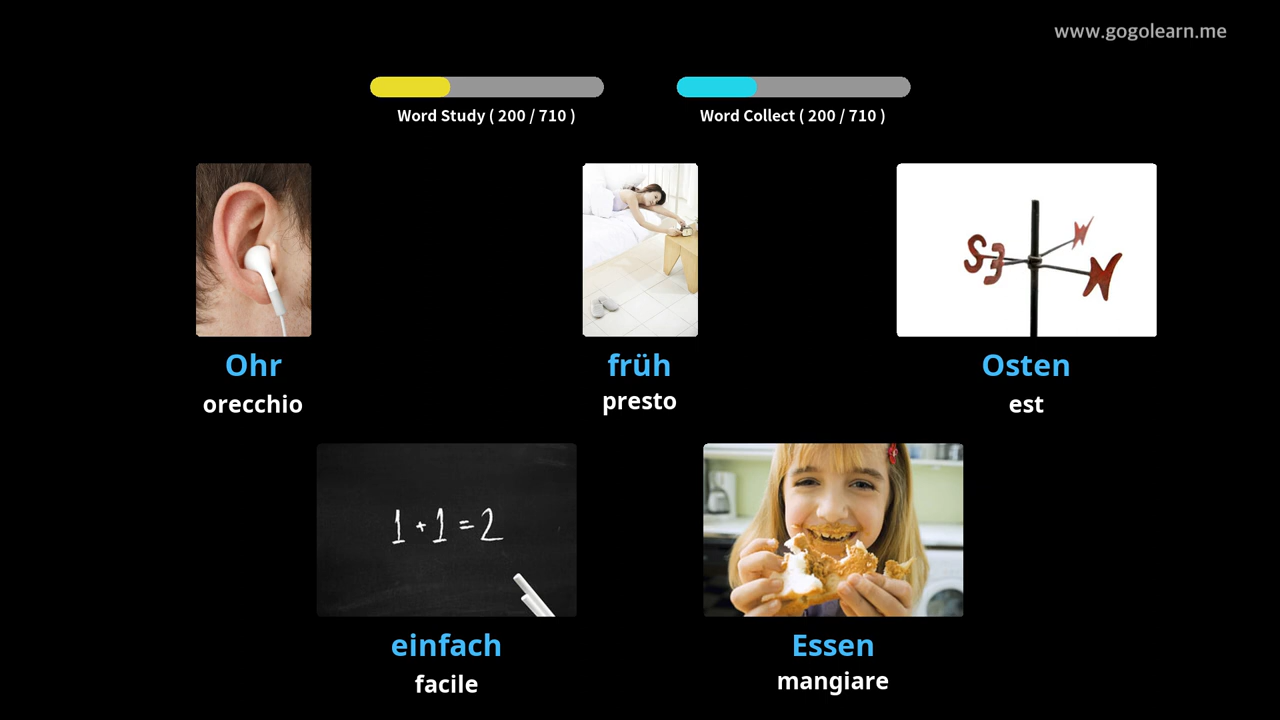 www.gogolearn.me
Word Study ( 200 / 710 )
Word Collect ( 200 / 710 )
S
3
N
Ohr
orecchio
früh
presto
Osten
est
1 + 1 = 2
einfach
facile
Essen
mangiare